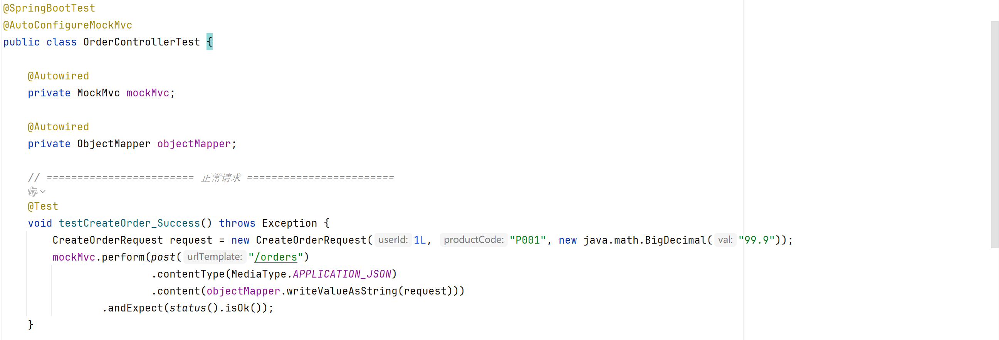 @SpringBootTest
@AutoConfigureMockMvc
public class OrderControllerTest {
@Autowired
private MockMvc mockMvc;
@Autowired
private ObjectMapper objectMapper;
// ======================== 正常请求 ========================
@Test
void testCreateOrder_Success() throws Exception {
CreateOrderRequest request = new CreateOrderRequest( userId: 1L, productCode: "P001", new java.math.BigDecimal( val: "99.9"));
mockMvc.perform(post( urlTemplate: "/orders")
.contentType(MediaType.APPLICATION_JSON)
.content(objectMapper.writeValueAsString(request)))
.andExpect(status().isOk());
}